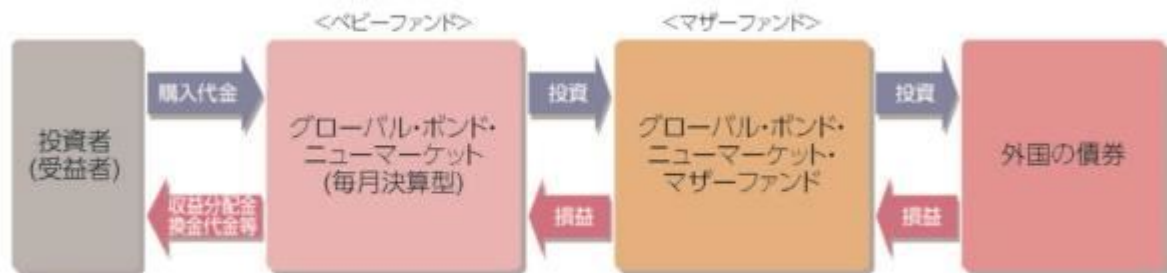 <ベビーファンド>
<マザーファンド>
投資者
(受益者)
購入代金
収益分配金
換金代金等
グローバル・ボンド・
ニューマーケット
(毎月決算型)
投資
損益
グローバル・ボンド・
ニューマーケット・
マザーファンド
投資
損益
外国の債券